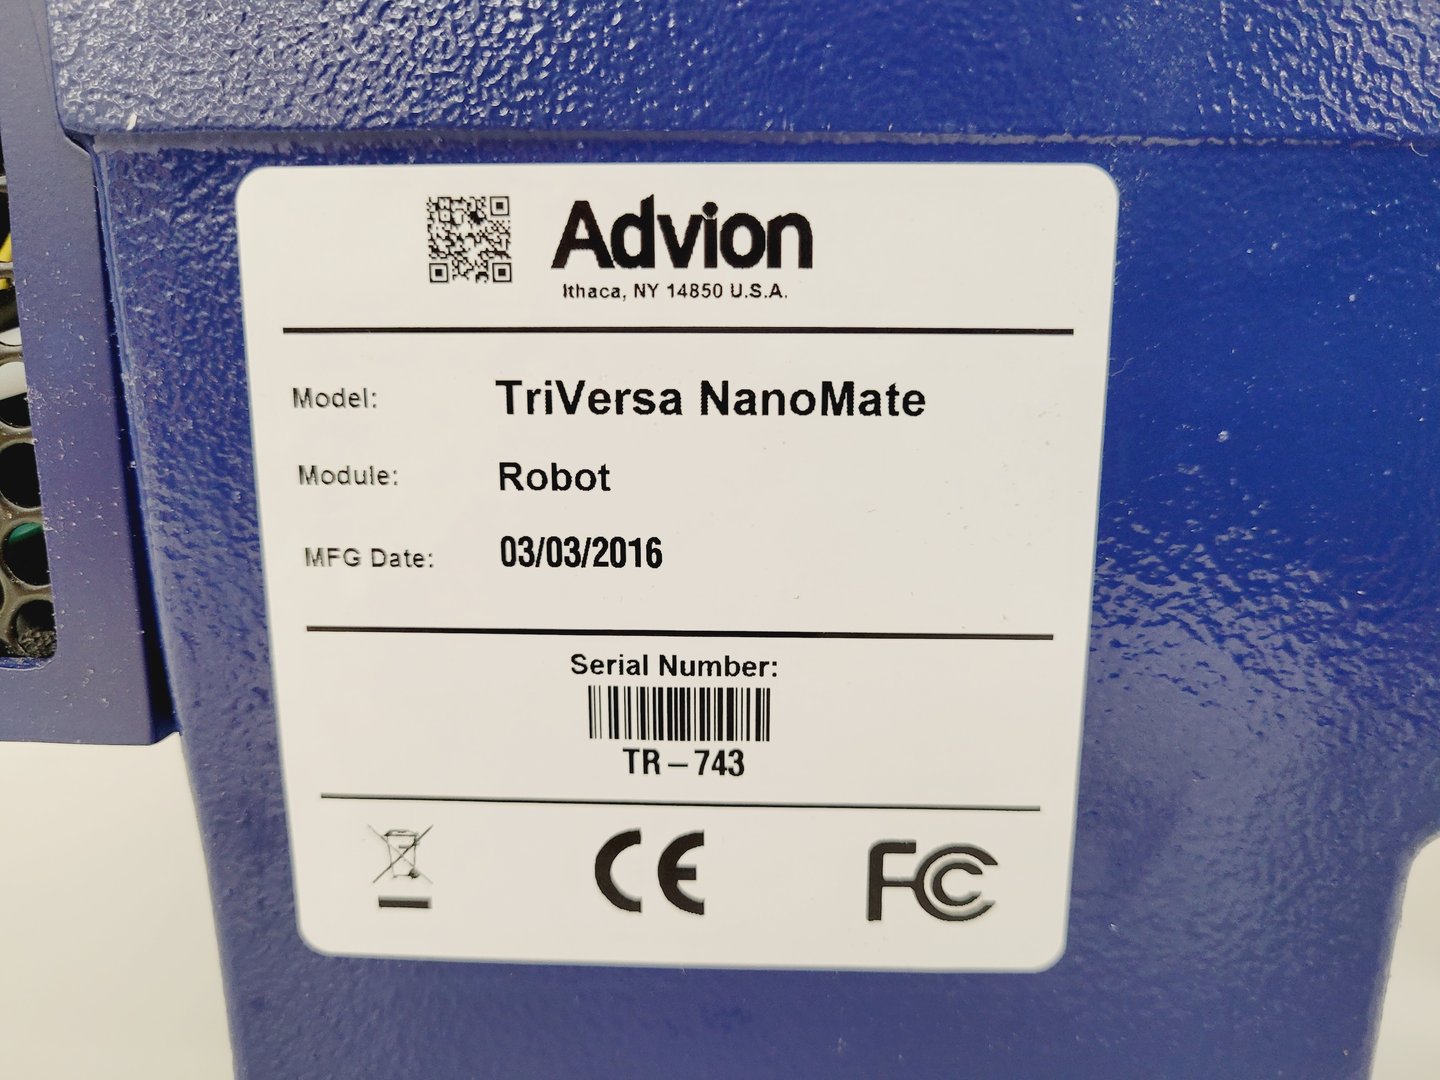 Advion
Ithaca, NY 14850 U.S.A.
Model: TriVersa NanoMate
Module: Robot
MFG Date: 03/03/2016
Serial Number:
TR-743
CE FC